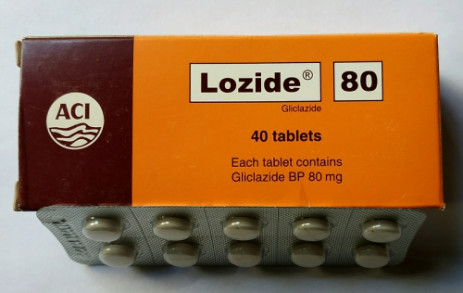 ACI
Lozide® 80
Gliclazide
40 tablets
Each tablet contains
Gliclazide BP 80 mg